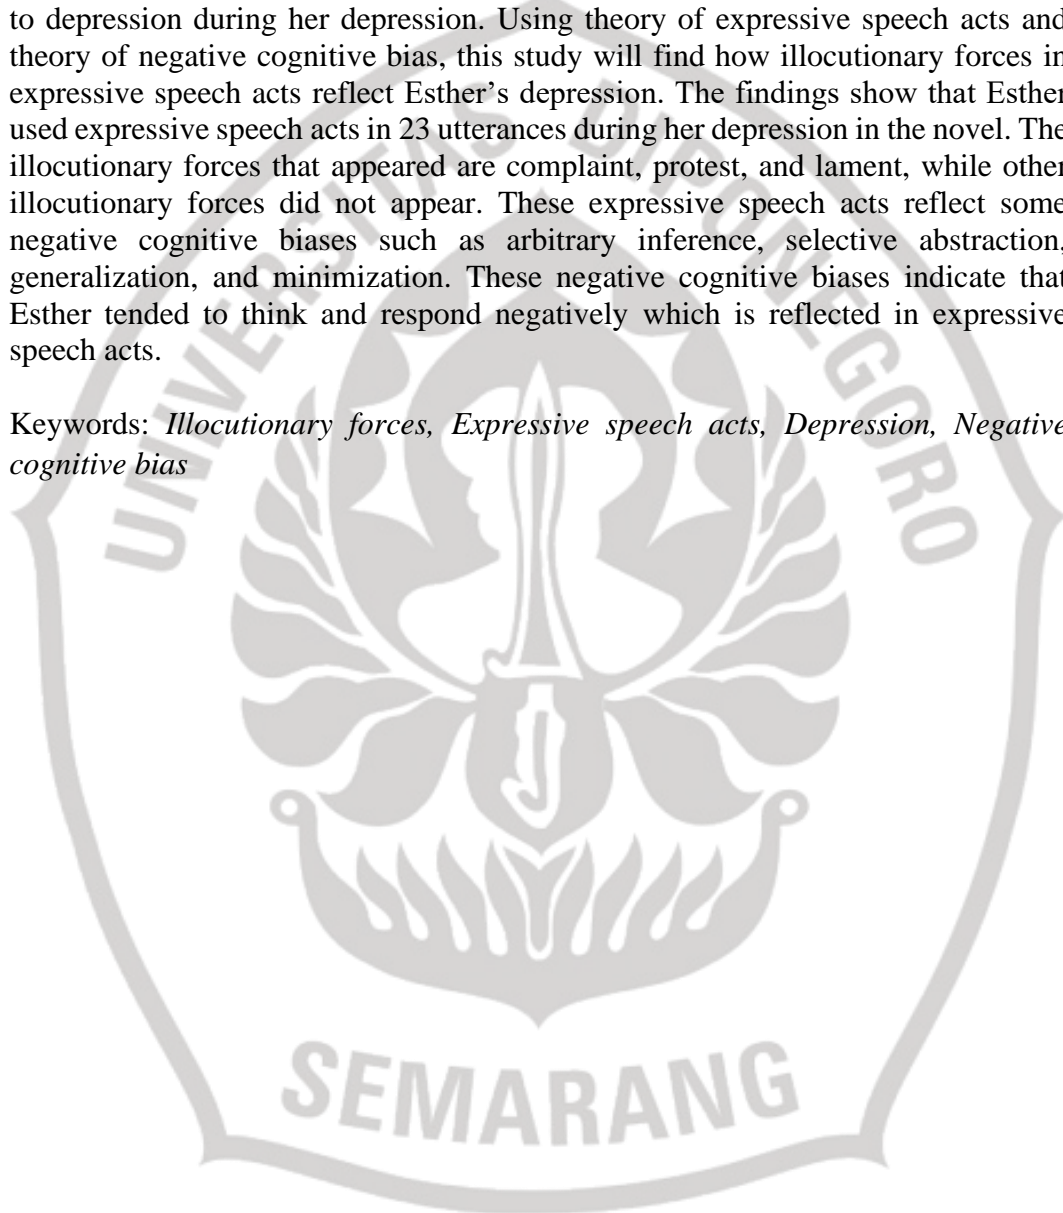 to depression during her depression. Using theory of expressive speech acts and
theory of negative cognitive bias, this study will find how illocutionary forces in
expressive speech acts reflect Esther’s depression. The findings show that Esther
used expressive speech acts in 23 utterances during her depression in the novel. The
illocutionary forces that appeared are complaint, protest, and lament, while other
illocutionary forces did not appear. These expressive speech acts reflect some
negative cognitive biases such as arbitrary inference, selective abstraction,
generalization, and minimization. These negative cognitive biases indicate that
Esther tended to think and respond negatively which is reflected in expressive
speech acts.
Keywords: Illocutionary forces, Expressive speech acts, Depression, Negative
cognitive bias
UNIVERSITAS DIPONEGORO
SEMARANG